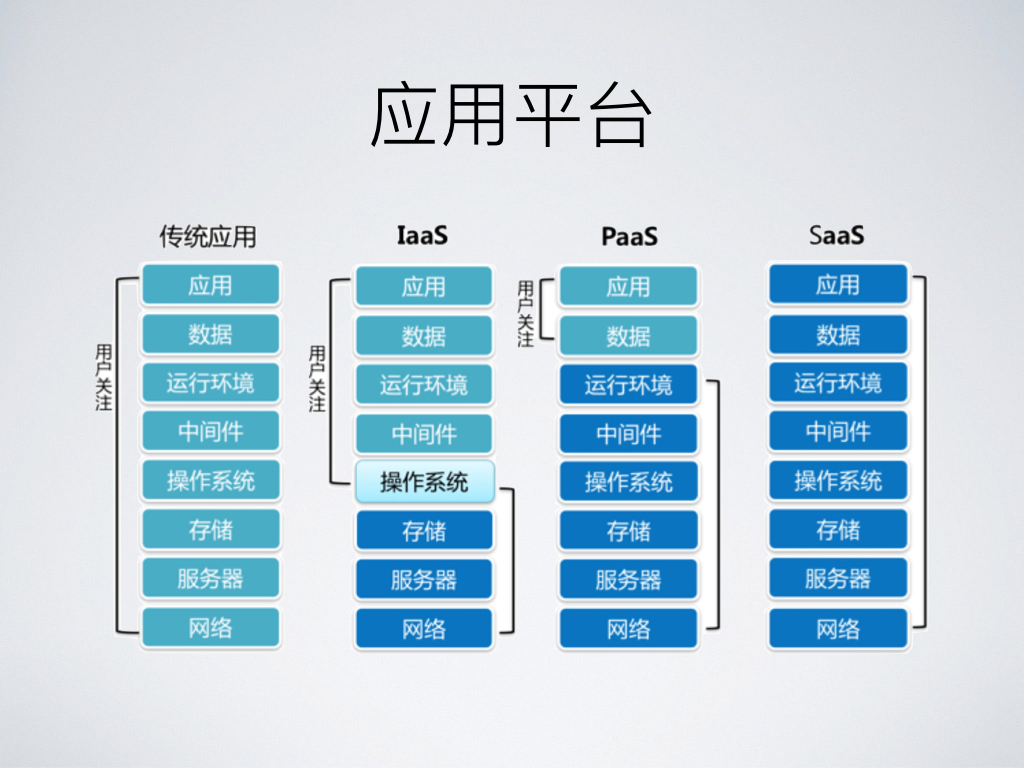 应用平台
传统应用
用户关注
应用
数据
运行环境
中间件
操作系统
存储
服务器
网络
IaaS
用户关注
应用
数据
运行环境
中间件
操作系统
存储
服务器
网络
PaaS
用户关注
应用
数据
运行环境
中间件
操作系统
存储
服务器
网络
SaaS
应用
数据
运行环境
中间件
操作系统
存储
服务器
网络